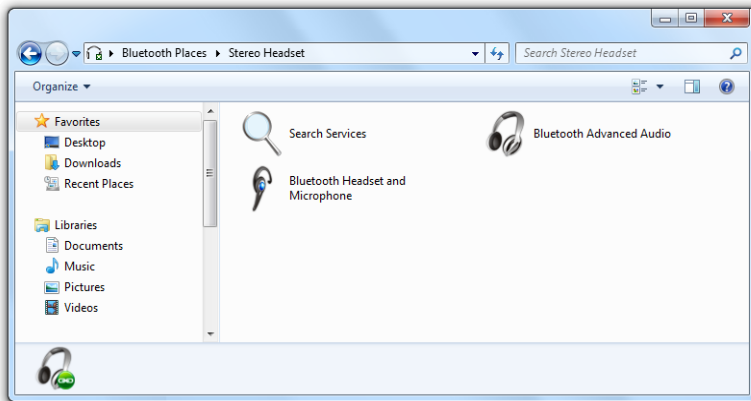 Bluetooth Places Stereo Headset Search Stereo Headset
Organize
Favorites
Desktop
Downloads
Recent Places
Libraries
Documents
Music
Pictures
Videos
Search Services
Bluetooth Advanced Audio
Bluetooth Headset and
Microphone